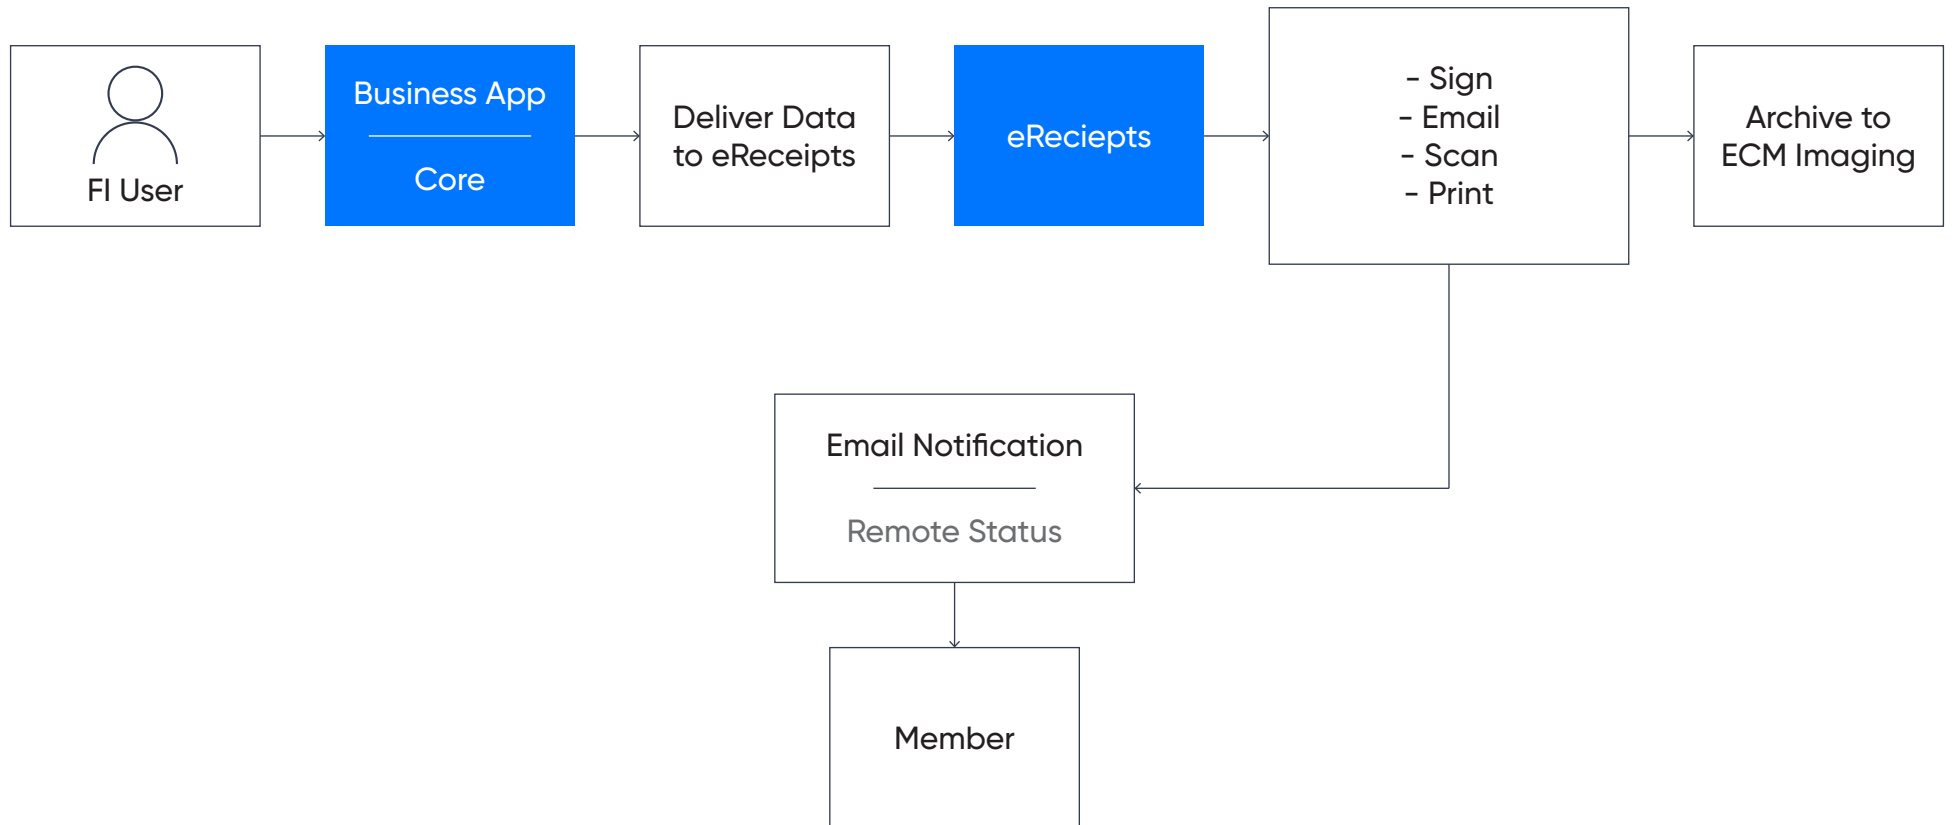 FI User
Business App
Core
Deliver Data
to eReceipts
eReciepts
- Sign
- Email
- Scan
- Print
Archive to
ECM Imaging
Email Notification
Remote Status
Member